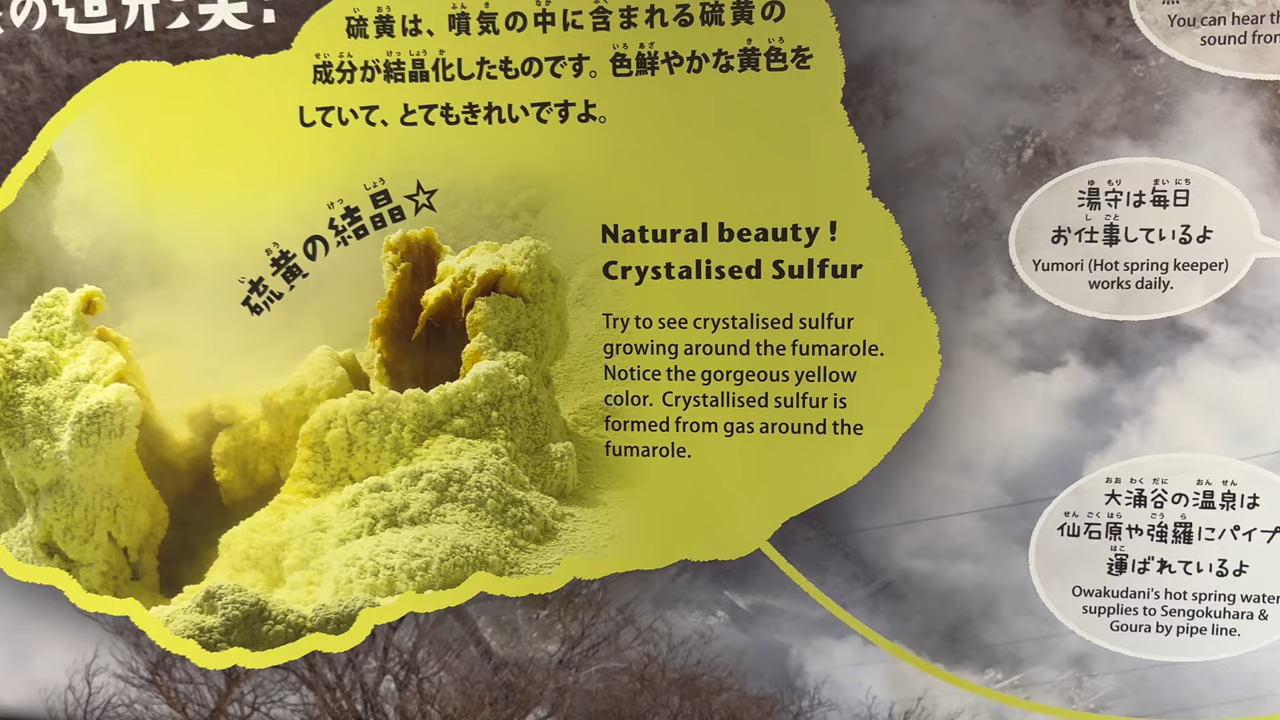 の造形美!
硫黄は、噴気の中に含まれる硫黄の
成分が結晶化したものです。色鮮やかな黄色を
していて、とてもきれいですよ。
硫黄の結晶☆
Natural beauty !
Crystalised Sulfur
Try to see crystalised sulfur
growing around the fumarole.
Notice the gorgeous yellow
color. Crystallised sulfur is
formed from gas around the
fumarole.
You can hear
sound from
湯守は毎日
お仕事しているよ
Yumori (Hot spring keeper)
works daily.
大涌谷の温泉は
仙石原や強羅にパイプ
運ばれているよ
Owakudani's hot spring water
supplies to Sengokuhara &
Goura by pipe line.